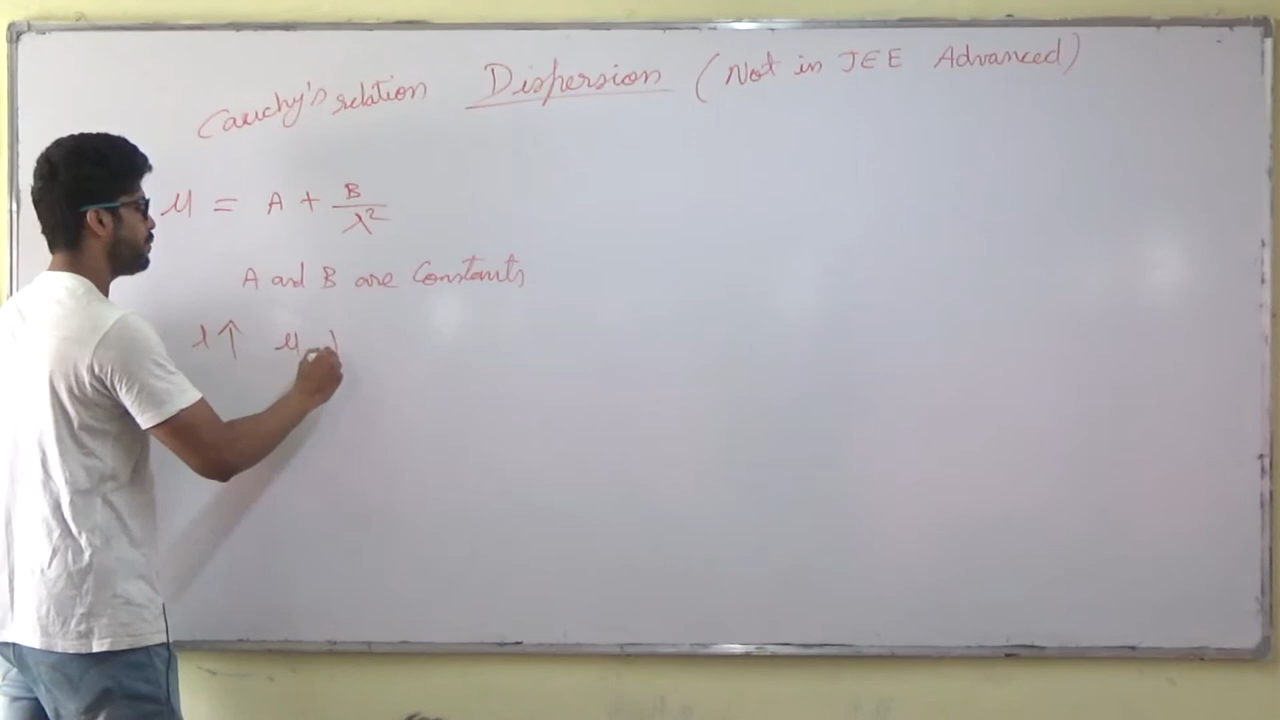 Cauchy's relation Dispersion (Not in JEE Advanced)
μ = A + B/λ²
A and B are Constants
λ↑ μ